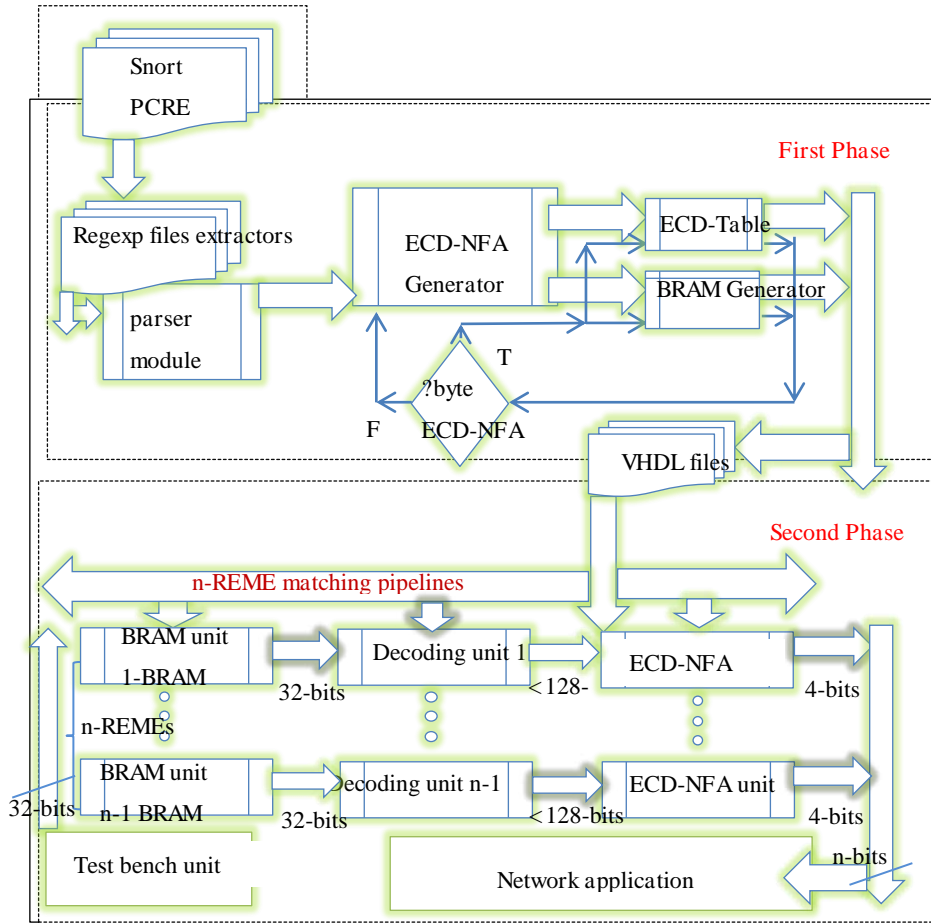 Snort
PCRE
First Phase
Regexp files extractors
ECD-NFA
Generator
ECD-Table
BRAM Generator
parser
module
T
?byte
ECD-NFA
F
VHDL files
Second Phase
n-REME matching pipelines
BRAM unit
1-BRAM
32-bits
Decoding unit 1
<128-
ECD-NFA
4-bits
n-REMEs
BRAM unit
n-1 BRAM
32-bits
32-bits
Decoding unit n-1
<128-bits
ECD-NFA unit
4-bits
n-bits
Test bench unit
Network application